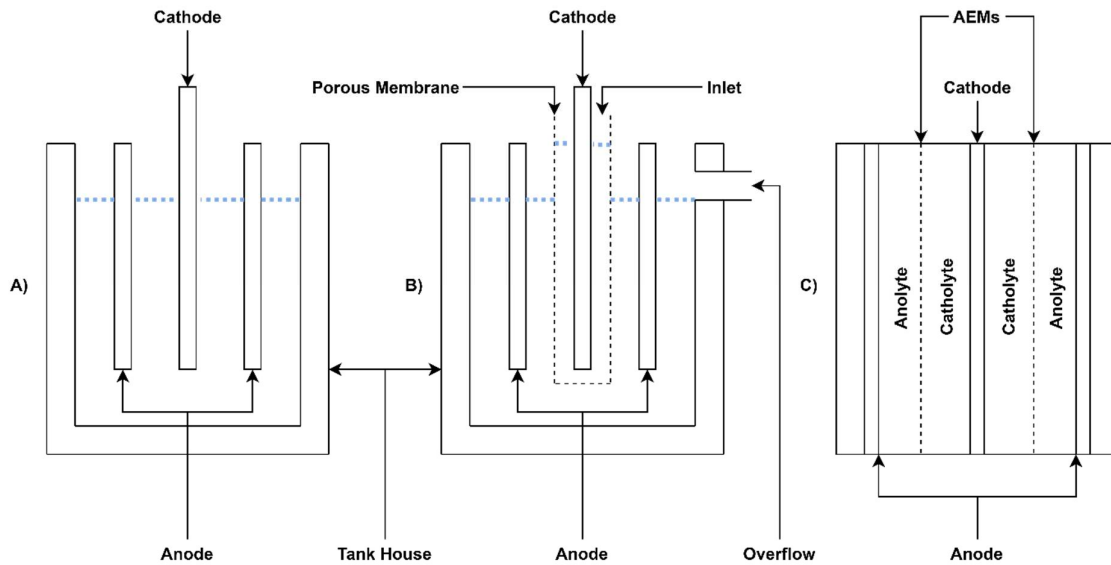 Cathode
Cathode
AEMs
Porous Membrane
Inlet
Cathode
A)
B)
C)
Anolyte
Catholyte
Catholyte
Anolyte
Anode
Tank House
Anode
Overflow
Anode